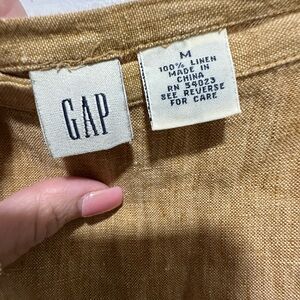 GAP
M
100% LINEN
MADE IN
CHINA
RN 54023
SEE REVERSE
FOR CARE